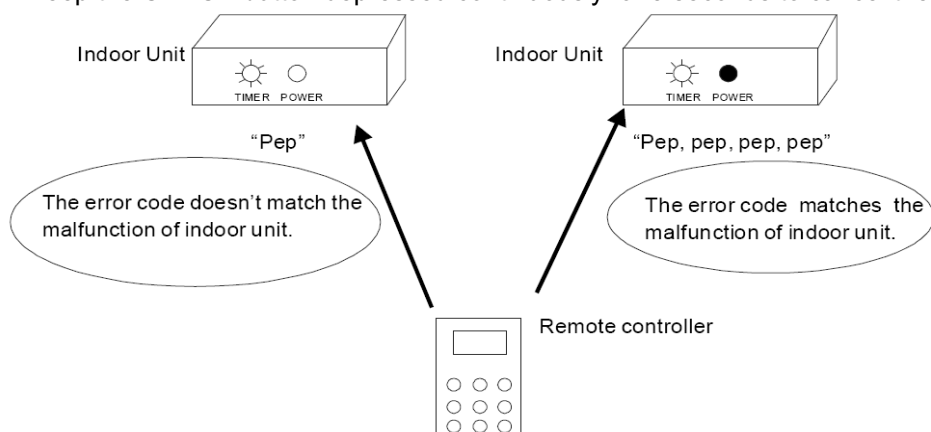 Indoor Unit
TIMER POWER
Indoor Unit
TIMER POWER
“Pep”
“Pep, pep, pep, pep”
The error code doesn’t match the
malfunction of indoor unit.
The error code matches the
malfunction of indoor unit.
Remote controller